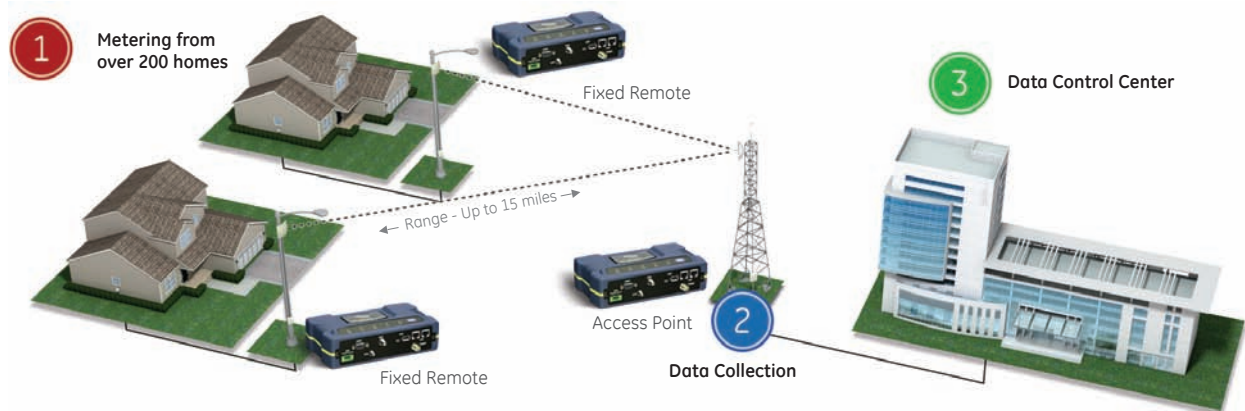 1
Metering from
over 200 homes
Fixed Remote
3
Data Control Center
← Range - Up to 15 miles →
Access Point
2
Fixed Remote
Data Collection